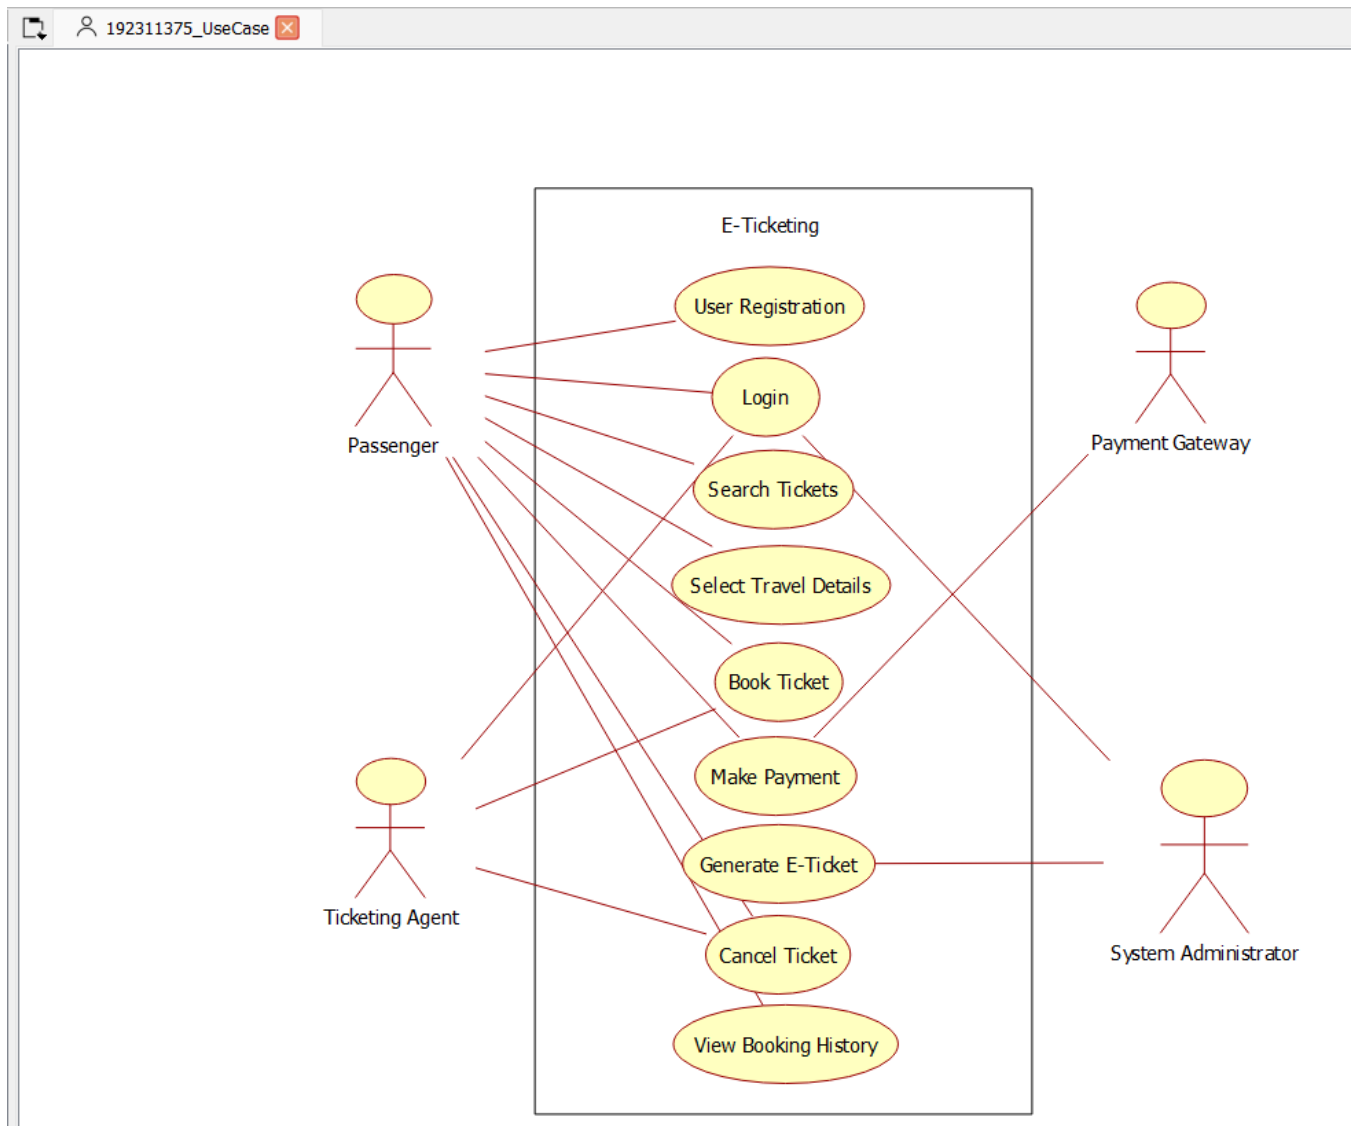 192311375_UseCase
E-Ticketing
User Registration
Login
Passenger
Payment Gateway
Search Tickets
Select Travel Details
Book Ticket
Make Payment
Generate E-Ticket
Ticketing Agent
System Administrator
Cancel Ticket
View Booking History